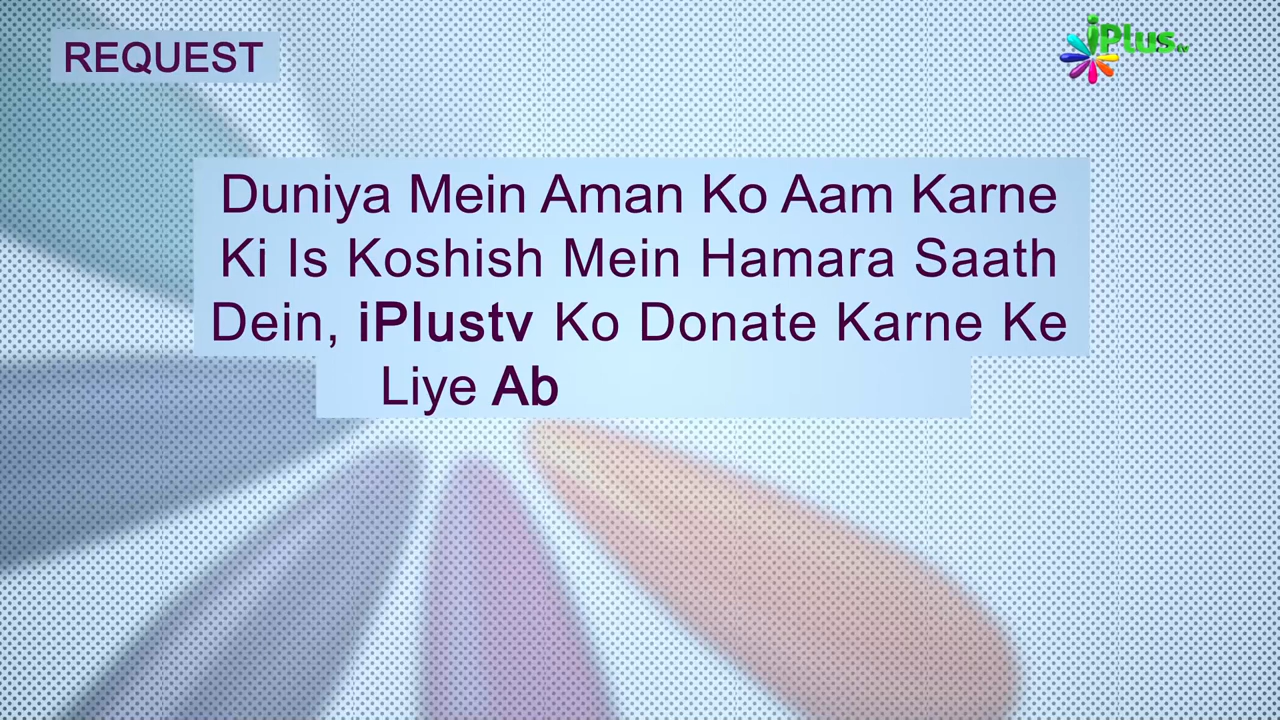 REQUEST
iPlus tv
Duniya Mein Aman Ko Aam Karne
Ki Is Koshish Mein Hamara Saath
Dein, iPlustv Ko Donate Karne Ke
Liye Ab